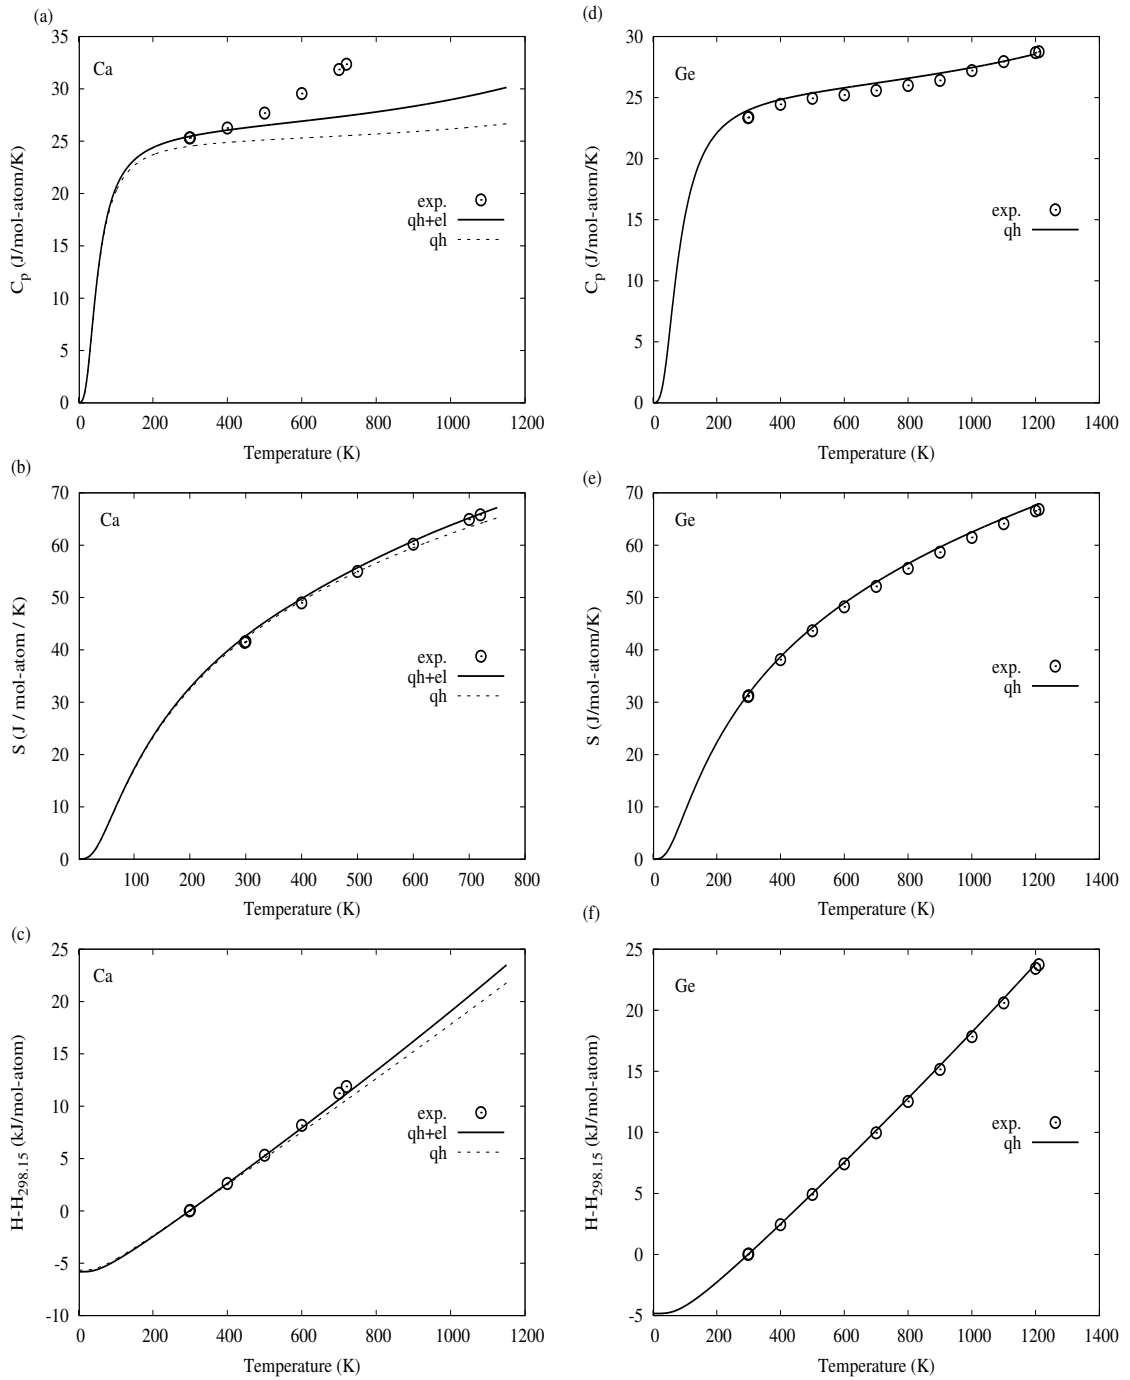 (a)
35
30
25
20
15
10
5
0
Ca
exp.
qh+el
qh
Cp (J/mol-atom/K)
0 200 400 600 800 1000 1200
Temperature (K)
(d)
30
25
20
15
10
5
0
Ge
exp.
qh
Cp (J/mol-atom/K)
0 200 400 600 800 1000 1200 1400
Temperature (K)
(b)
70
60
50
40
30
20
10
0
Ca
exp.
qh+el
qh
S (J / mol-atom / K)
100 200 300 400 500 600 700 800
Temperature (K)
(e)
70
60
50
40
30
20
10
0
Ge
exp.
qh
S (J/mol-atom/K)
0 200 400 600 800 1000 1200 1400
Temperature (K)
(c)
25
20
15
10
5
0
-5
-10
Ca
exp.
qh+el
qh
H-H298.15 (kJ/mol-atom)
0 200 400 600 800 1000 1200
Temperature (K)
(f)
25
20
15
10
5
0
-5
Ge
exp.
qh
H-H298.15 (kJ/mol-atom)
0 200 400 600 800 1000 1200 1400
Temperature (K)